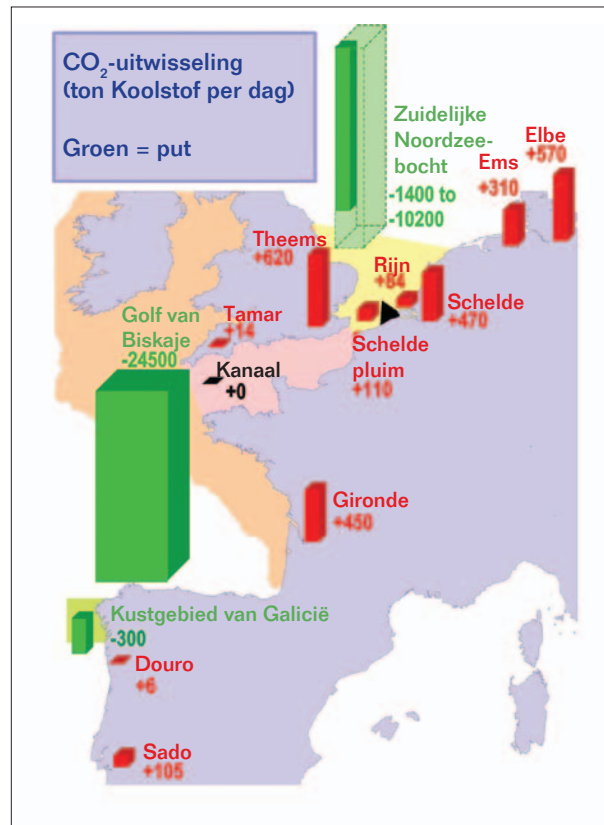 CO₂-uitwisseling
(ton Koolstof per dag)
Groen = put
Zuidelijke
Noordzee-
bocht
-1400 to
-10200
Elbe
+570
Ems
+310
Theems
+620
Rijn
+84
Schelde
+470
Golf van
Biskaje
-24500
Tamar
+14
Schelde
pluim
+110
Kanaal
+0
Gironde
+450
Kustgebied van Galicië
-300
Douro
+6
Sado
+105